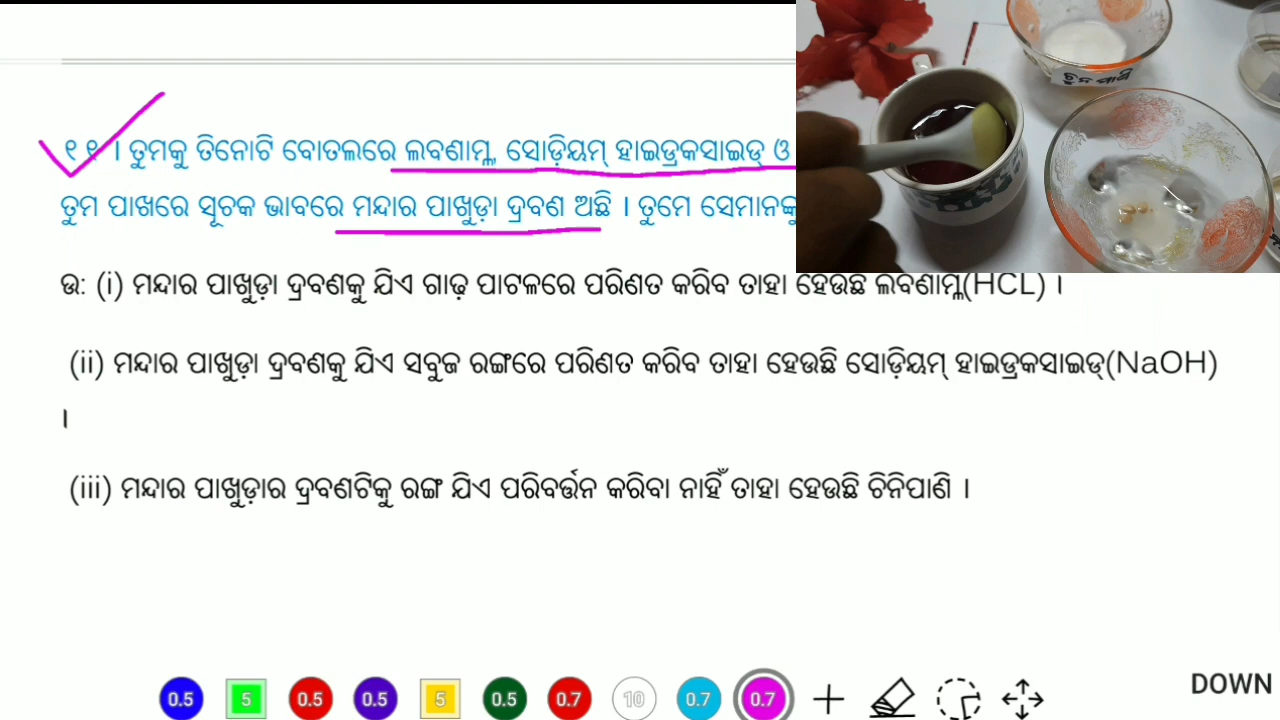 ୧୧ । ତୁମକୁ ତିନୋଟି ବୋତଲରେ ଲବଣାମ୍ଳ, ସୋଡ଼ିୟମ୍ ହାଇଡ୍ରକସାଇଡ୍ ଓ
ତୁମ ପାଖରେ ସୂଚକ ଭାବରେ ମନ୍ଦାର ପାଖୁଡ଼ା ଦ୍ରବଣ ଅଛି । ତୁମେ ସେମାନଙ୍କୁ
ଚୂନ ପାଣି
ଉ: (i) ମନ୍ଦାର ପାଖୁଡ଼ା ଦ୍ରବଣକୁ ଯିଏ ଗାଢ଼ ପାଟଳରେ ପରିଣତ କରିବ ତାହା ହେଉଛି ଲବଣାମ୍ଳ(HCL) ।
(ii) ମନ୍ଦାର ପାଖୁଡ଼ା ଦ୍ରବଣକୁ ଯିଏ ସବୁଜ ରଙ୍ଗରେ ପରିଣତ କରିବ ତାହା ହେଉଛି ସୋଡ଼ିୟମ୍ ହାଇଡ୍ରକସାଇଡ୍(NaOH)
।
(iii) ମନ୍ଦାର ପାଖୁଡ଼ାର ଦ୍ରବଣଟିକୁ ରଙ୍ଗ ଯିଏ ପରିବର୍ତ୍ତନ କରିବା ନାହିଁ ତାହା ହେଉଛି ଚିନିପାଣି ।
0.5 5 0.5 0.5 5 0.5 0.7 10 0.7 0.7
DOWN